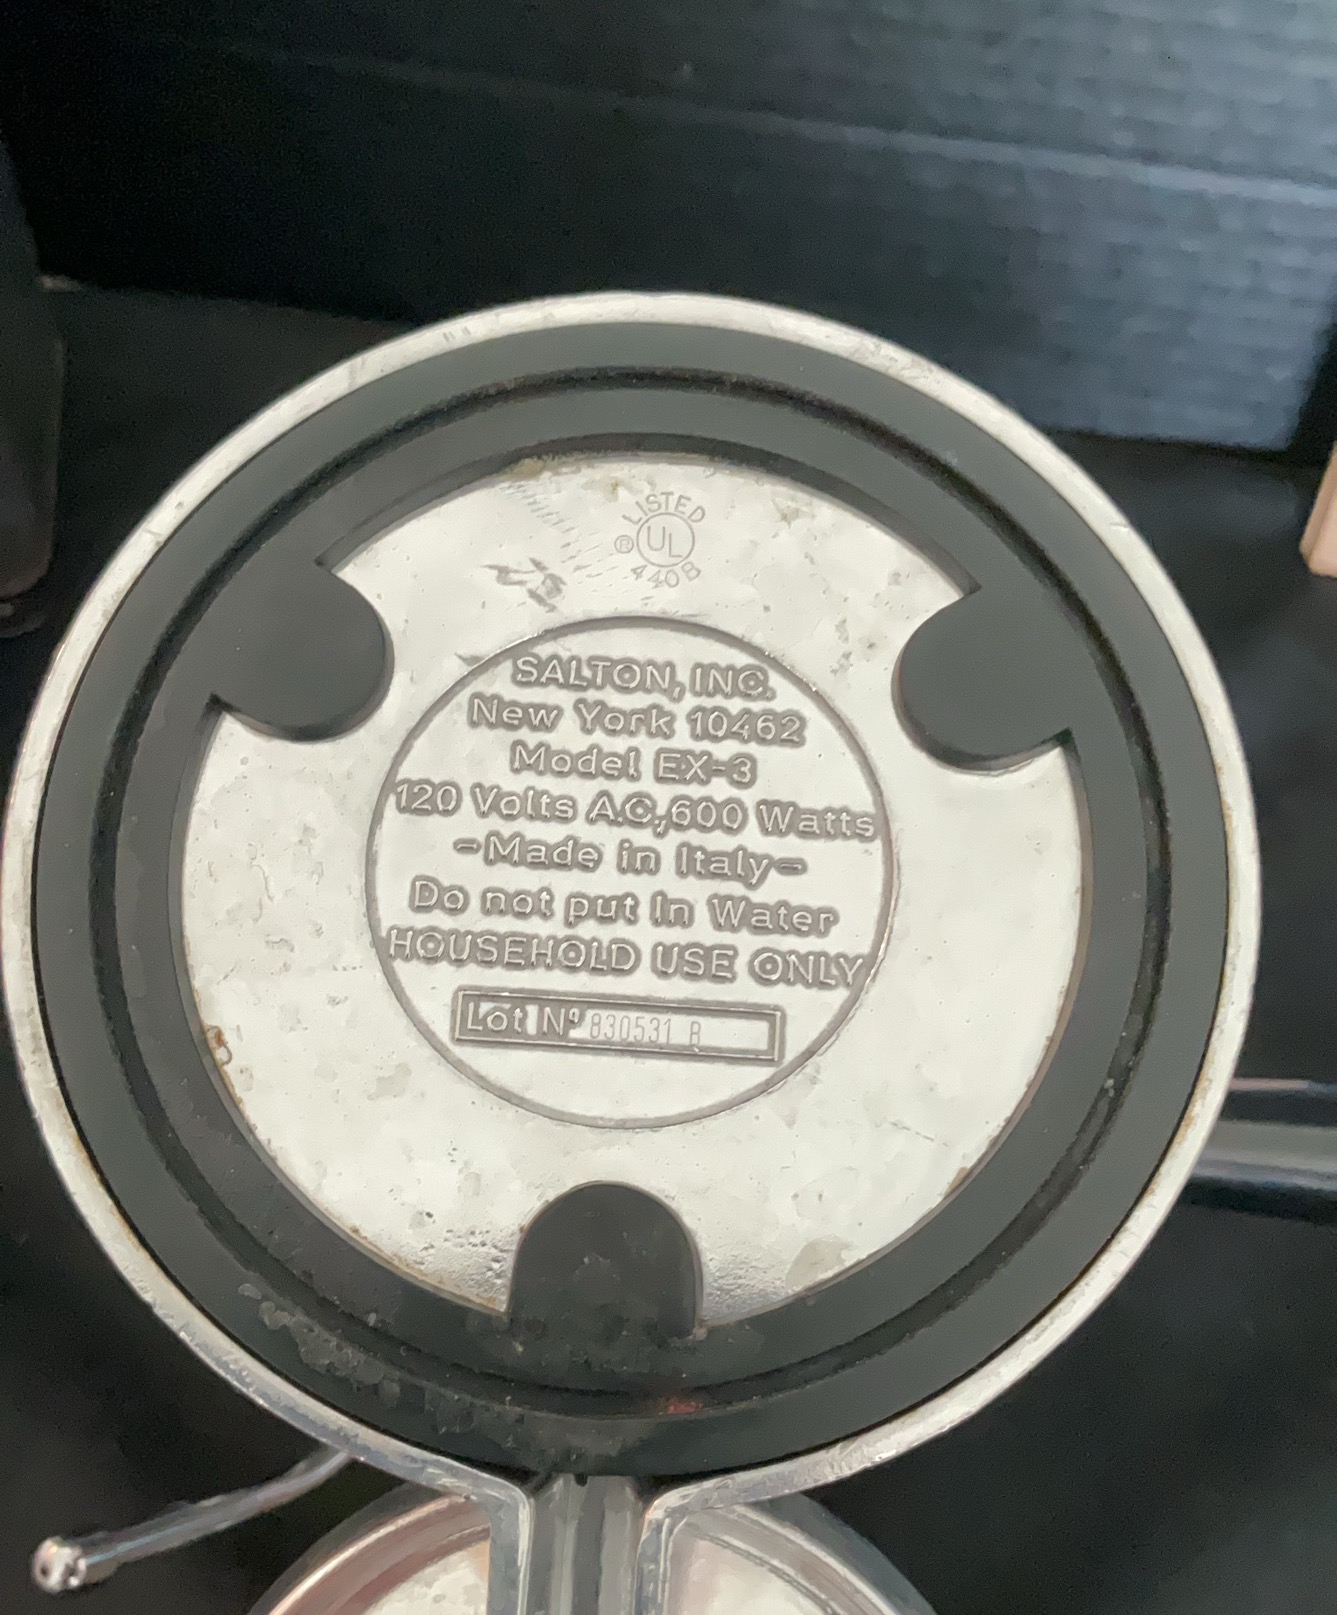 LISTED
® UL
440B
SALTON, INC.
New York 10462
Model EX-3
120 Volts A.C., 600 Watts
-Made in Italy-
Do not put In Water
HOUSEHOLD USE ONLY
Lot Nº 830531 B